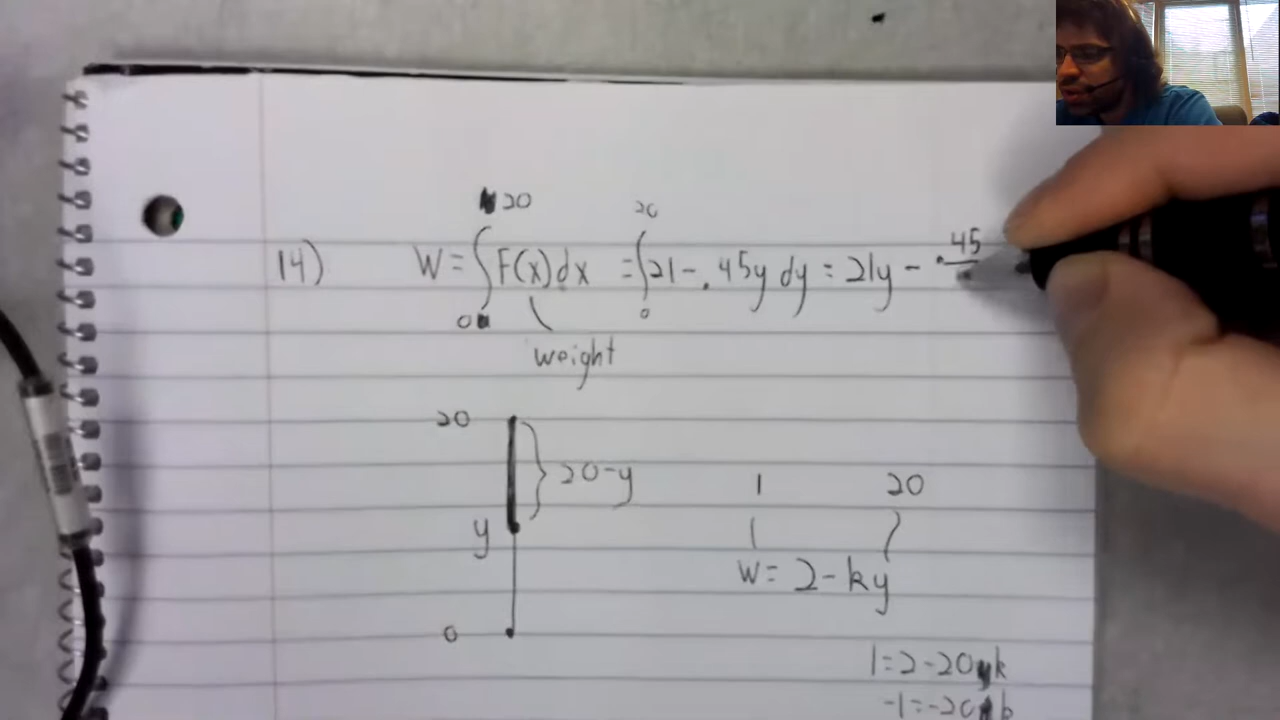 14) W = ∫ F(x) dx = ∫ 21 - .45y dy = 21y - .45
20 20
0 0
weight
20
20-y
1 20
y
W = 2 - ky
0
1 = 2 - 20k
-1 = -20